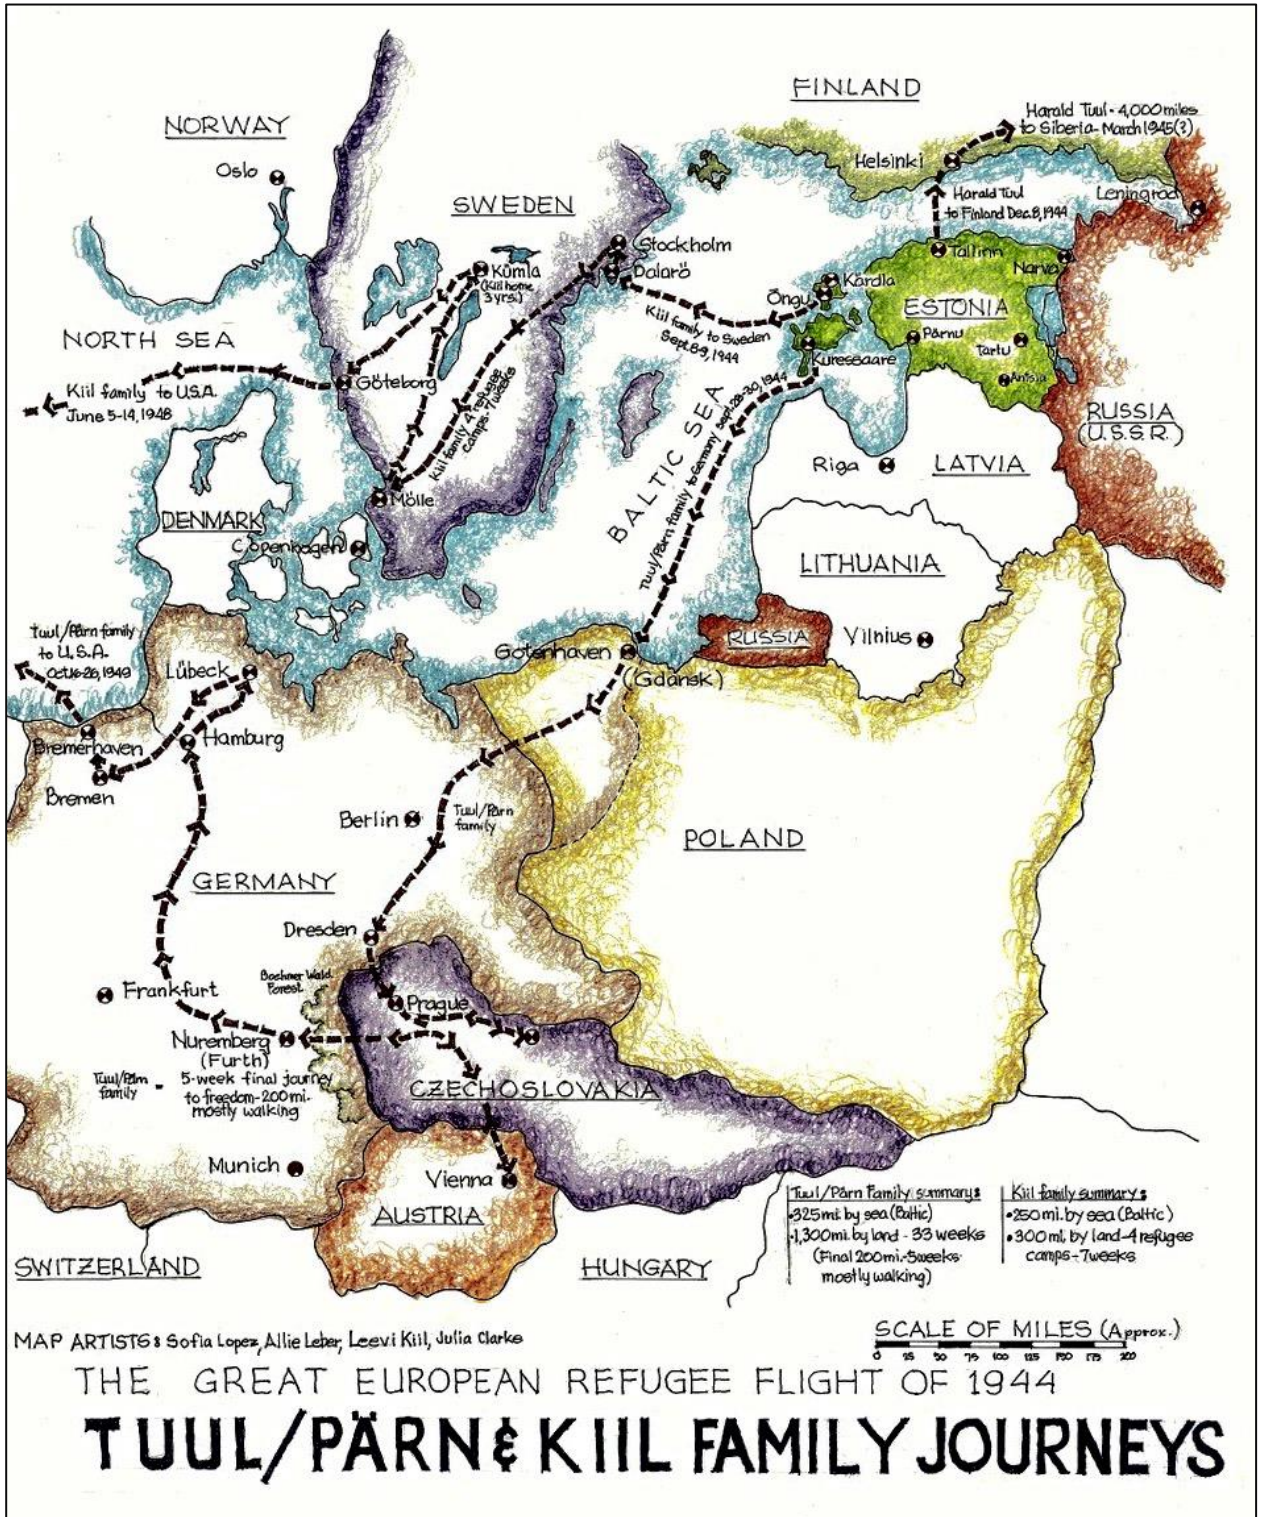 FINLAND
Harald Tuul - 4,000 miles
to Siberia - March 1945(?)
NORWAY
Oslo
Helsinki
Leningrad
Harald Tuul
to Finland Dec. 8, 1944
SWEDEN
Stockholm
Dalarö
Tallinn
Narva
Kümla
(Kiil home
3 yrs.)
Kärdla
Õngu
ESTONIA
Kiil family to Sweden
Sept. 8-9, 1944
Pärnu
Tartu
Kuressaare
Antsla
NORTH SEA
Göteborg
Kiil family to U.S.A.
June 5-14, 1948
Kiil family 4 refugee
camps - 7 weeks
BALTIC SEA
Tuul/Pärn family to Germany Sept. 28-30, 1944
RUSSIA
(U.S.S.R.)
Riga
LATVIA
Mölle
DENMARK
Copenhagen
LITHUANIA
Tuul/Pärn family
to U.S.A.
Oct. 16-26, 1949
RUSSIA
Vilnius
Gotenhaven
(Gdansk)
Lübeck
Hamburg
Bremerhaven
Bremen
Berlin
Tuul/Pärn
family
POLAND
GERMANY
Dresden
Boehmer Wald
Forest
Frankfurt
Prague
Nuremberg
(Furth)
Tuul/Pärn
family
5-week final journey
to freedom-200 mi.
mostly walking
CZECHOSLOVAKIA
Munich
Vienna
AUSTRIA
SWITZERLAND
HUNGARY
Tuul/Pärn Family summary:
•325 mi. by sea (Baltic)
•1,300 mi. by land - 33 weeks
(Final 200 mi.-5 weeks
mostly walking)
Kiil family summary:
•250 mi. by sea (Baltic)
•300 mi. by land-4 refugee
camps-7 weeks
MAP ARTISTS: Sofia Lopez, Allie Leber, Leevi Kiil, Julia Clarke
SCALE OF MILES (Approx.)
0 25 50 75 100 125 150 175 200
THE GREAT EUROPEAN REFUGEE FLIGHT OF 1944
TUUL/PÄRN & KIIL FAMILY JOURNEYS